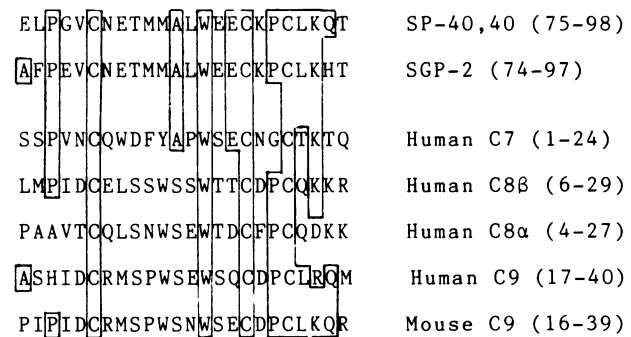 ELPGVCNETMMALWEECKPCLKQT SP-40,40 (75-98)
AFPEVCNETMMALWEECKPCLKHT SGP-2 (74-97)
SSPVNCQWDFYAPWSECNGCTKTQ Human C7 (1-24)
LMPIDCELSSWSSWTTCDPCQKKR Human C8β (6-29)
PAAVTCQLSNWSEWTDCFPCQDKK Human C8α (4-27)
ASHIDCRMSPWSEWSQCDPCLRQM Human C9 (17-40)
PIPIDCRMSPWSNWSECDPCLKQR Mouse C9 (16-39)